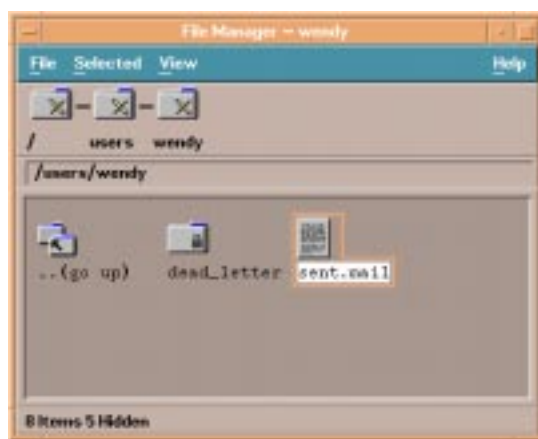 File Manager - wendy
File Selected View Help
/ users wendy
/users/wendy
..(go up) dead_letter sent.mail
8 Items 5 Hidden